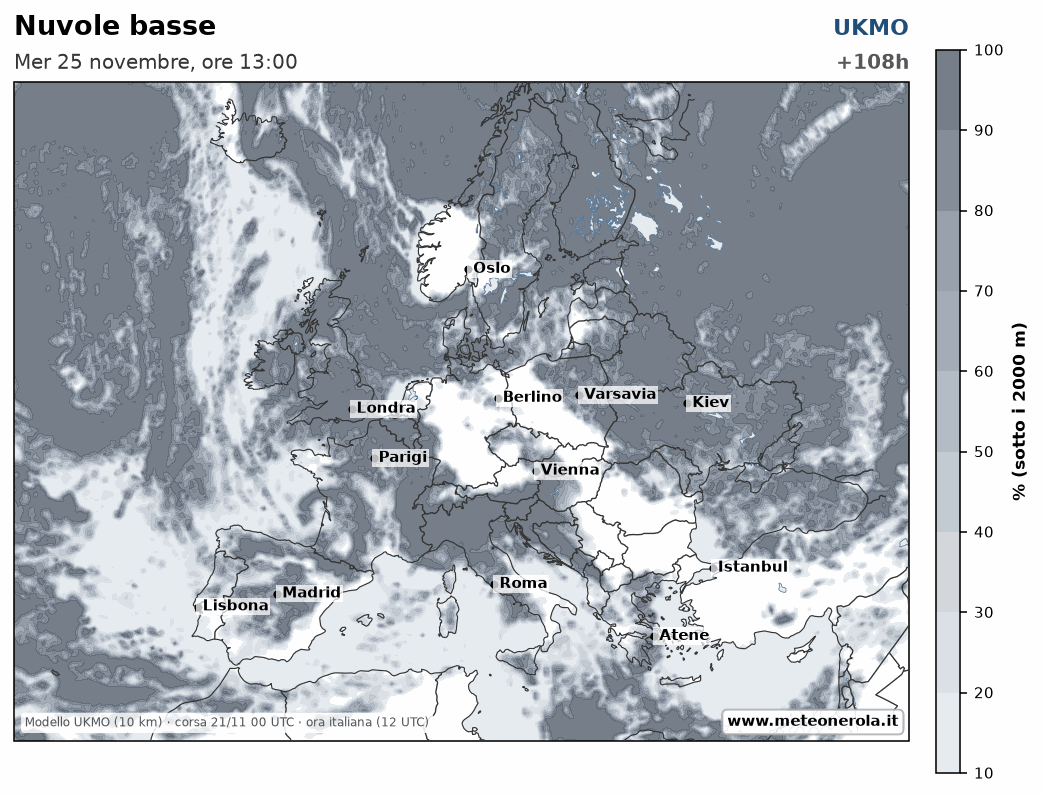 Nuvole basse
UKMO
Mer 25 novembre, ore 13:00
+108h
100
90
80
70
60
50
40
30
20
10
% (sotto i 2000 m)
Oslo
Berlino
Varsavia
Kiev
Londra
Parigi
Vienna
Istanbul
Roma
Madrid
Lisbona
Atene
Modello UKMO (10 km) · corsa 21/11 00 UTC · ora italiana (12 UTC)
www.meteonerola.it